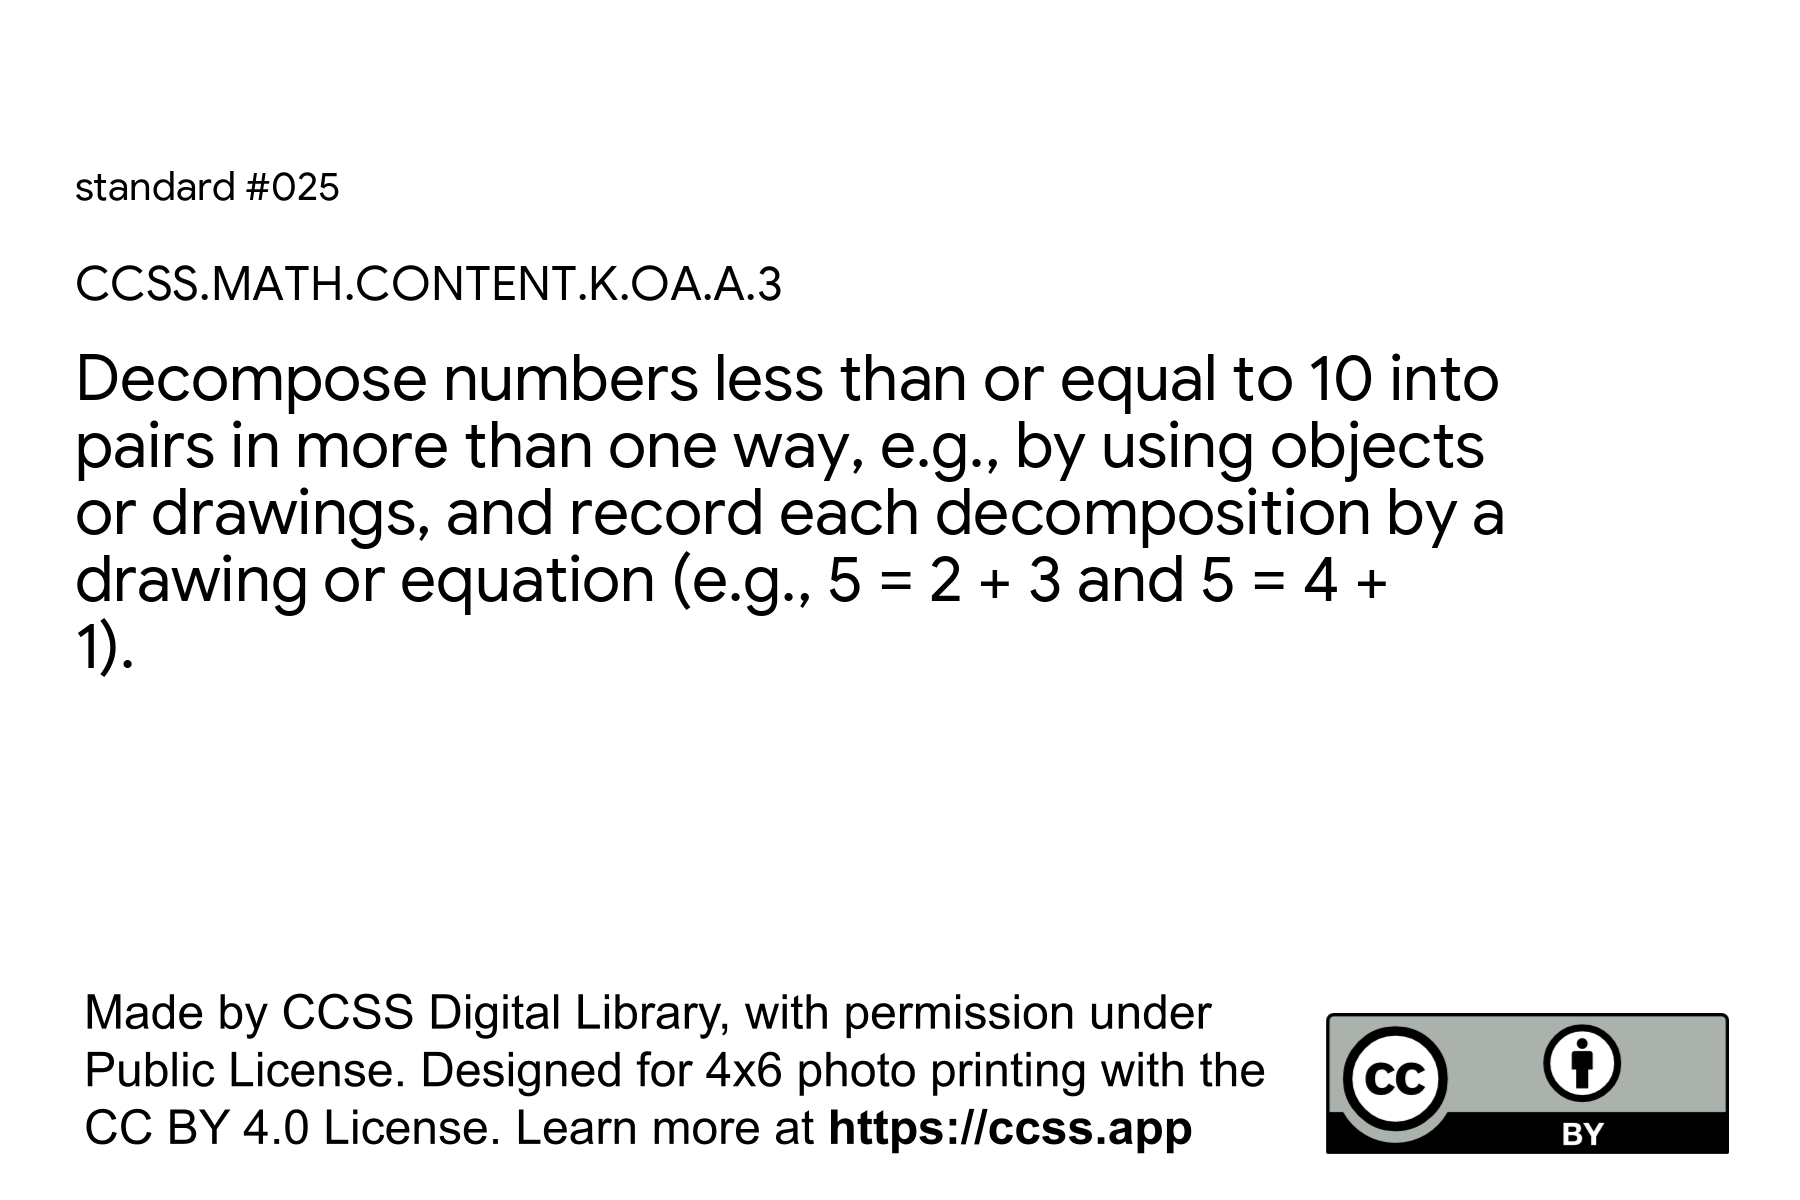 standard #025
CCSS.MATH.CONTENT.K.OA.A.3
Decompose numbers less than or equal to 10 into
pairs in more than one way, e.g., by using objects
or drawings, and record each decomposition by a
drawing or equation (e.g., 5 = 2 + 3 and 5 = 4 +
1).
Made by CCSS Digital Library, with permission under
Public License. Designed for 4x6 photo printing with the
CC BY 4.0 License. Learn more at https://ccss.app
CC
BY